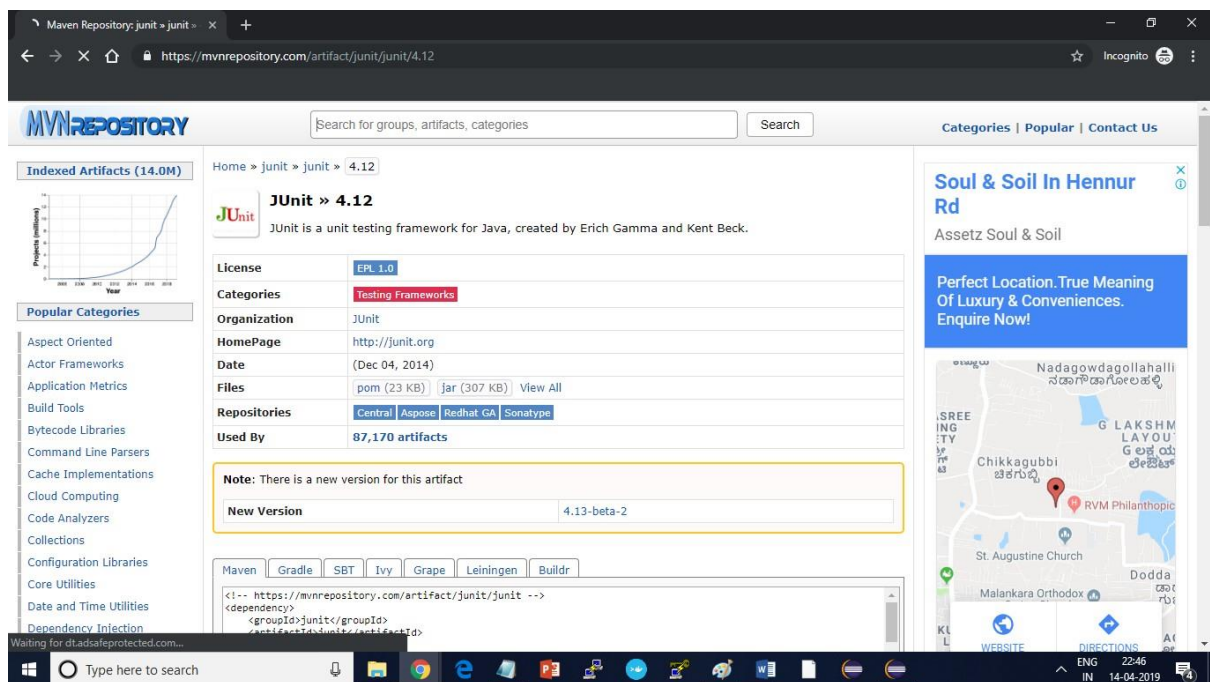 Maven Repository: junit » junit »
https://mvnrepository.com/artifact/junit/junit/4.12
Incognito
MVNREPOSITORY
Search for groups, artifacts, categories
Search
Categories | Popular | Contact Us
Indexed Artifacts (14.0M)
Projects (millions)
Year
Popular Categories
Aspect Oriented
Actor Frameworks
Application Metrics
Build Tools
Bytecode Libraries
Command Line Parsers
Cache Implementations
Cloud Computing
Code Analyzers
Collections
Configuration Libraries
Core Utilities
Date and Time Utilities
Dependency Injection
Home » junit » junit » 4.12
JUnit
JUnit » 4.12
JUnit is a unit testing framework for Java, created by Erich Gamma and Kent Beck.
License EPL 1.0
Categories Testing Frameworks
Organization JUnit
HomePage http://junit.org
Date (Dec 04, 2014)
Files pom (23 KB) jar (307 KB) View All
Repositories Central Aspose Redhat GA Sonatype
Used By 87,170 artifacts
Note: There is a new version for this artifact
New Version 4.13-beta-2
Maven Gradle SBT Ivy Grape Leiningen Buildr
<!-- https://mvnrepository.com/artifact/junit/junit -->
<dependency>
<groupId>junit</groupId>
<artifactId>junit</artifactId>
Soul & Soil In Hennur
Rd
Assetz Soul & Soil
Perfect Location.True Meaning
Of Luxury & Conveniences.
Enquire Now!
Nadagowdagollahalli
ನಡಾಗೌಡಾಗೋಲಹಳ್ಳಿ
G LAKSHM
LAYOU
Chikkagubbi
ಚಿಕಗುಬ್ಬಿ
RVM Philanthopic
St. Augustine Church
Dodda
Malankara Orthodox
WEBSITE
DIRECTIONS
Waiting for dt.adsafeprotected.com...
Type here to search
ENG
IN
22:46
14-04-2019